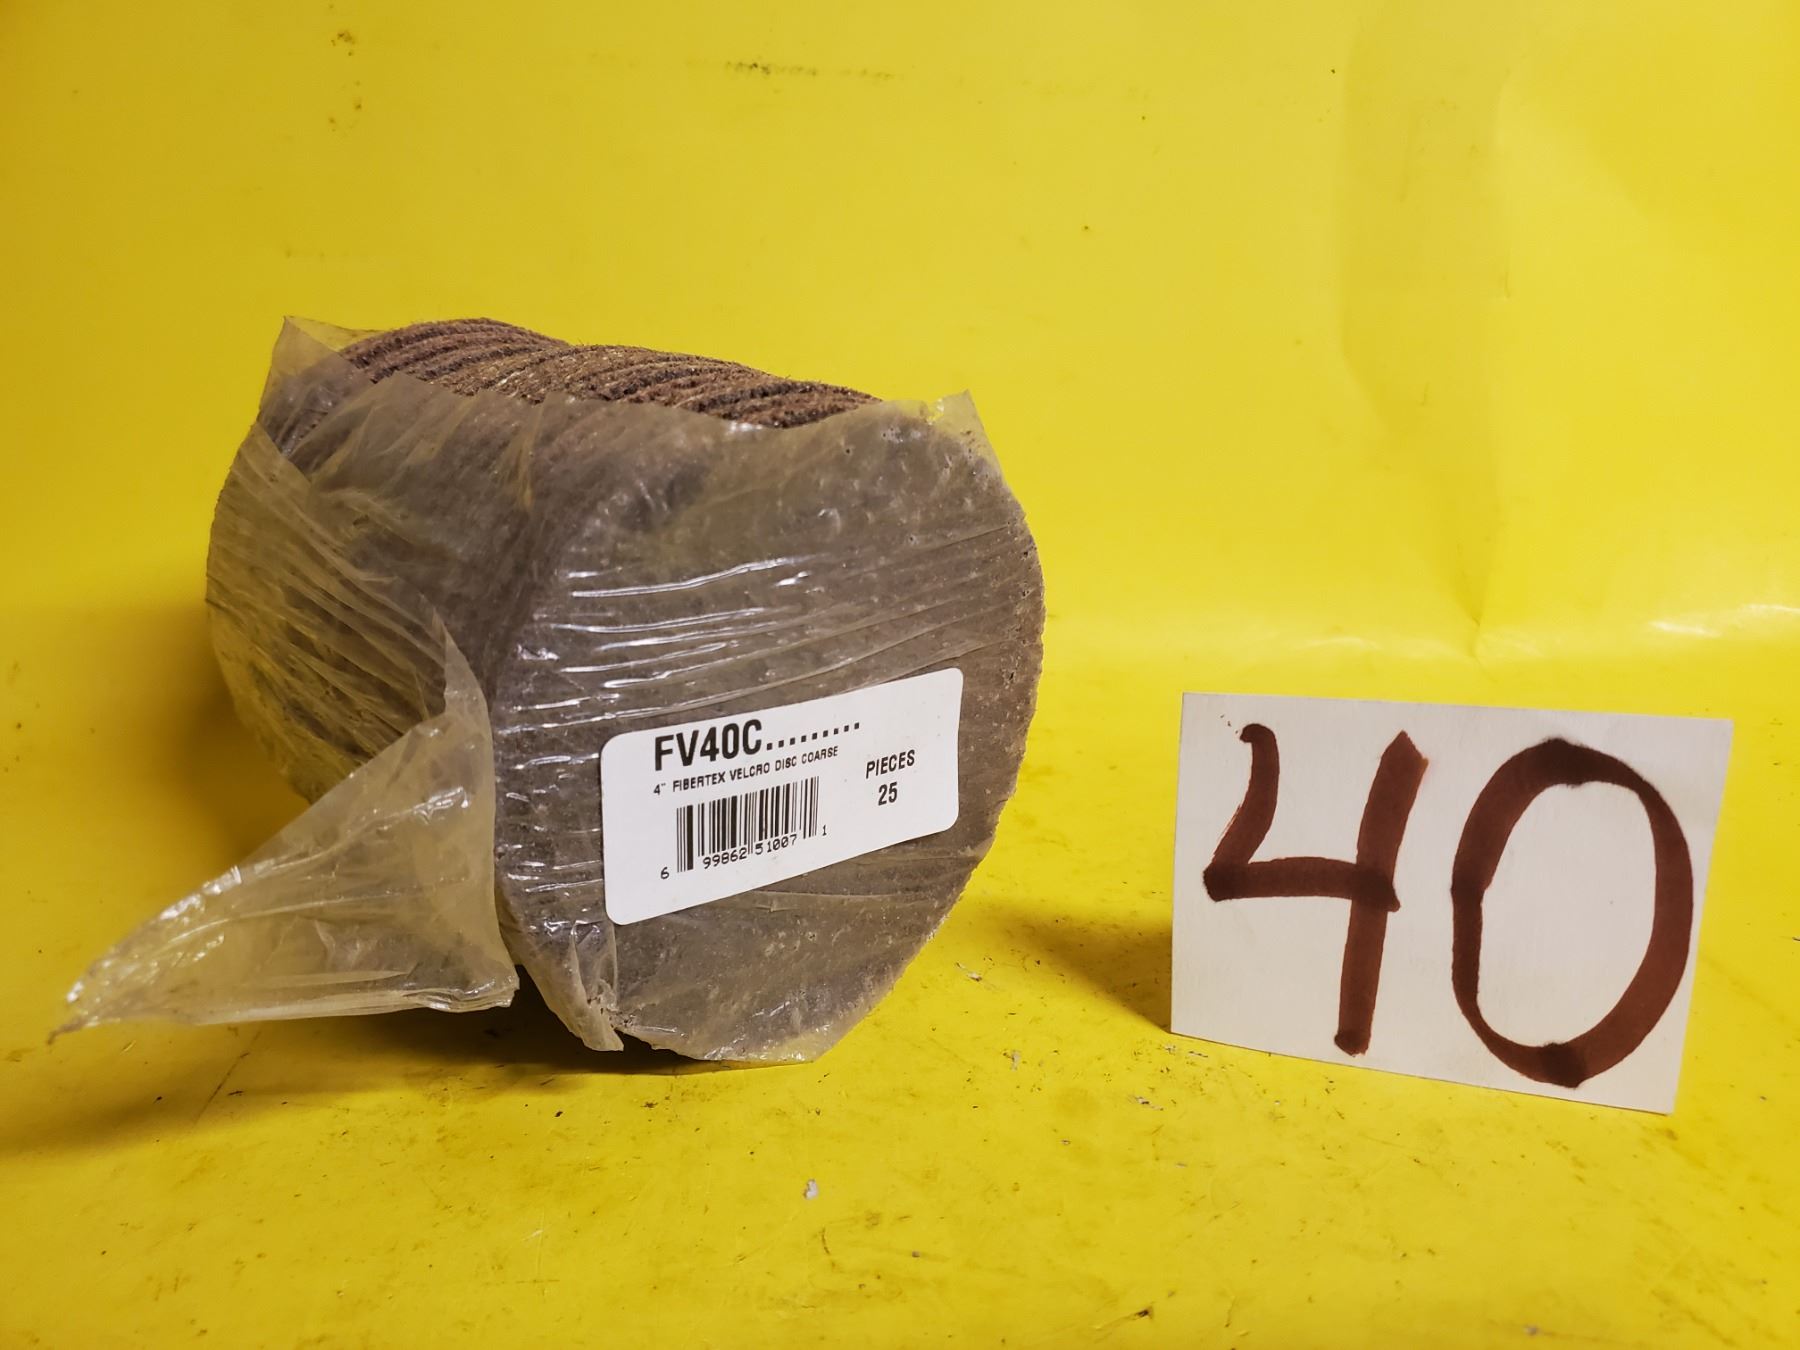 FV40C.........
4" FIBERTEX VELCRO DISC COARSE
PIECES
25
6 99862 51007 1
40